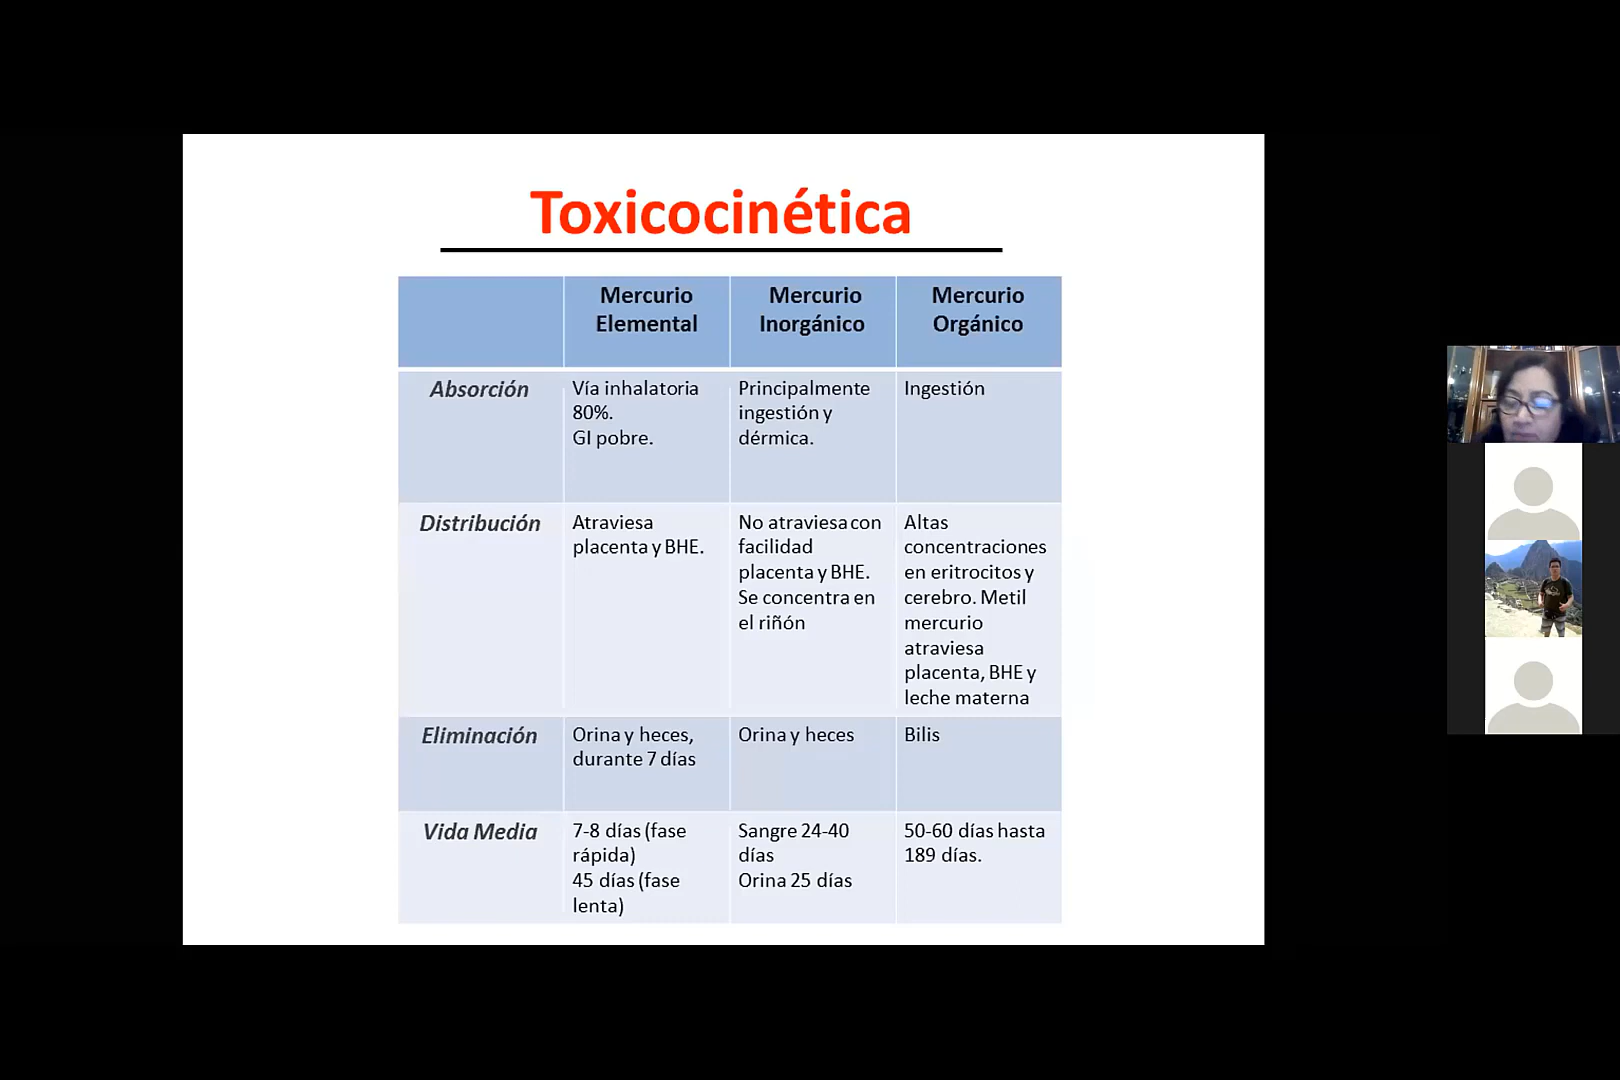 Toxicocinética
Mercurio
Elemental
Mercurio
Inorgánico
Mercurio
Orgánico
Absorción
Vía inhalatoria
80%.
GI pobre.
Principalmente
ingestión y
dérmica.
Ingestión
Distribución
Atraviesa
placenta y BHE.
No atraviesa con
facilidad
placenta y BHE.
Se concentra en
el riñón
Altas
concentraciones
en eritrocitos y
cerebro. Metil
mercurio
atraviesa
placenta, BHE y
leche materna
Eliminación
Orina y heces,
durante 7 días
Orina y heces
Bilis
Vida Media
7-8 días (fase
rápida)
45 días (fase
lenta)
Sangre 24-40
días
Orina 25 días
50-60 días hasta
189 días.